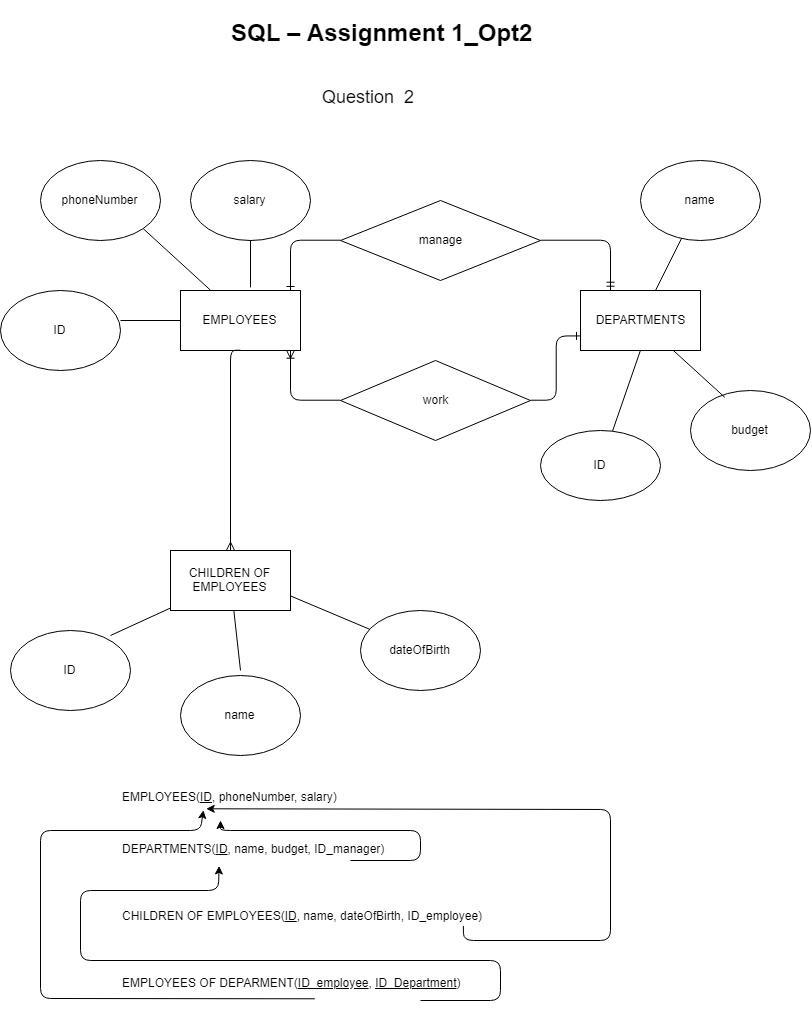 SQL – Assignment 1_Opt2
Question 2
phoneNumber
salary
name
manage
ID
EMPLOYEES
DEPARTMENTS
work
budget
ID
CHILDREN OF
EMPLOYEES
dateOfBirth
ID
name
EMPLOYEES(ID, phoneNumber, salary)
DEPARTMENTS(ID, name, budget, ID_manager)
CHILDREN OF EMPLOYEES(ID, name, dateOfBirth, ID_employee)
EMPLOYEES OF DEPARMENT(ID_employee, ID_Department)